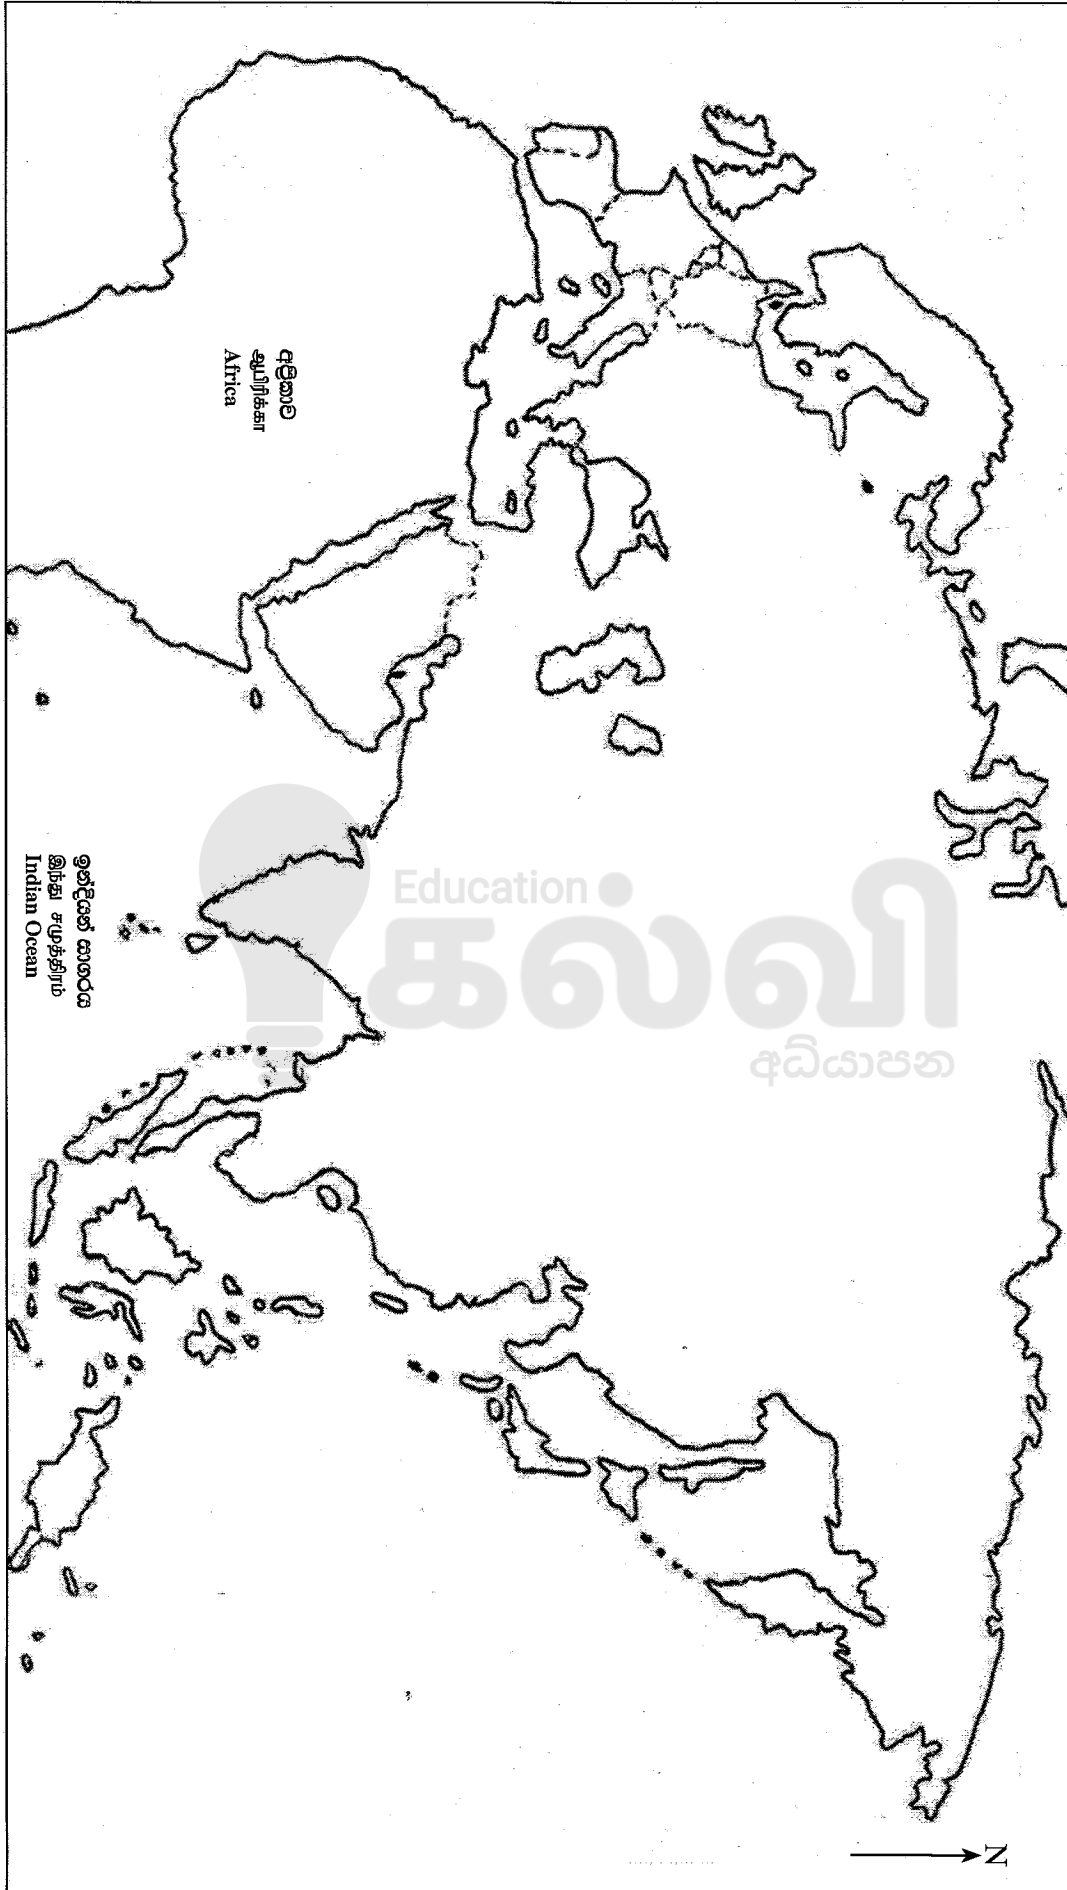 අප්‍රිකාව
ஆபிரிக்கா
Africa
ඉන්දියන් සාගරය
இந்து சமுத்திரம்
Indian Ocean
N
Education
கல்வி
අධ්‍යාපන